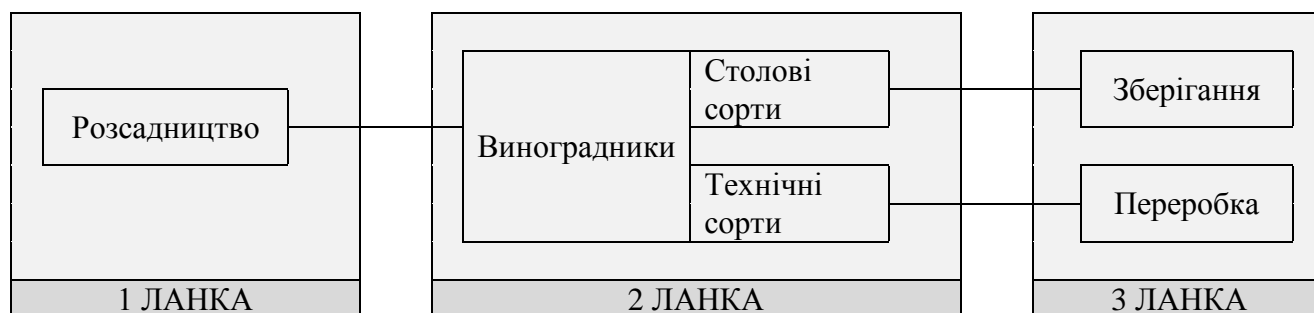 Розсадництво
1 ЛАНКА
Виноградники
Столові
сорти
Технічні
сорти
2 ЛАНКА
Зберігання
Переробка
3 ЛАНКА